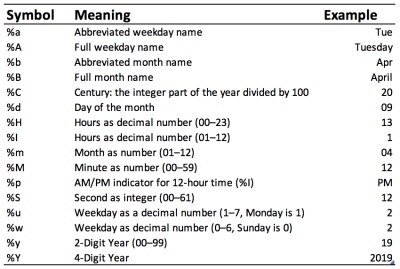 Symbol Meaning Example
%a Abbreviated weekday name Tue
%A Full weekday name Tuesday
%b Abbreviated month name Apr
%B Full month name April
%C Century: the integer part of the year divided by 100 20
%d Day of the month 09
%H Hours as decimal number (00–23) 13
%I Hours as decimal number (01–12) 1
%m Month as number (01–12) 04
%M Minute as number (00–59) 12
%p AM/PM indicator for 12-hour time (%I) PM
%S Second as integer (00–61) 12
%u Weekday as a decimal number (1–7, Monday is 1) 2
%w Weekday as decimal number (0–6, Sunday is 0) 2
%y 2-Digit Year (00–99) 19
%Y 4-Digit Year 2019